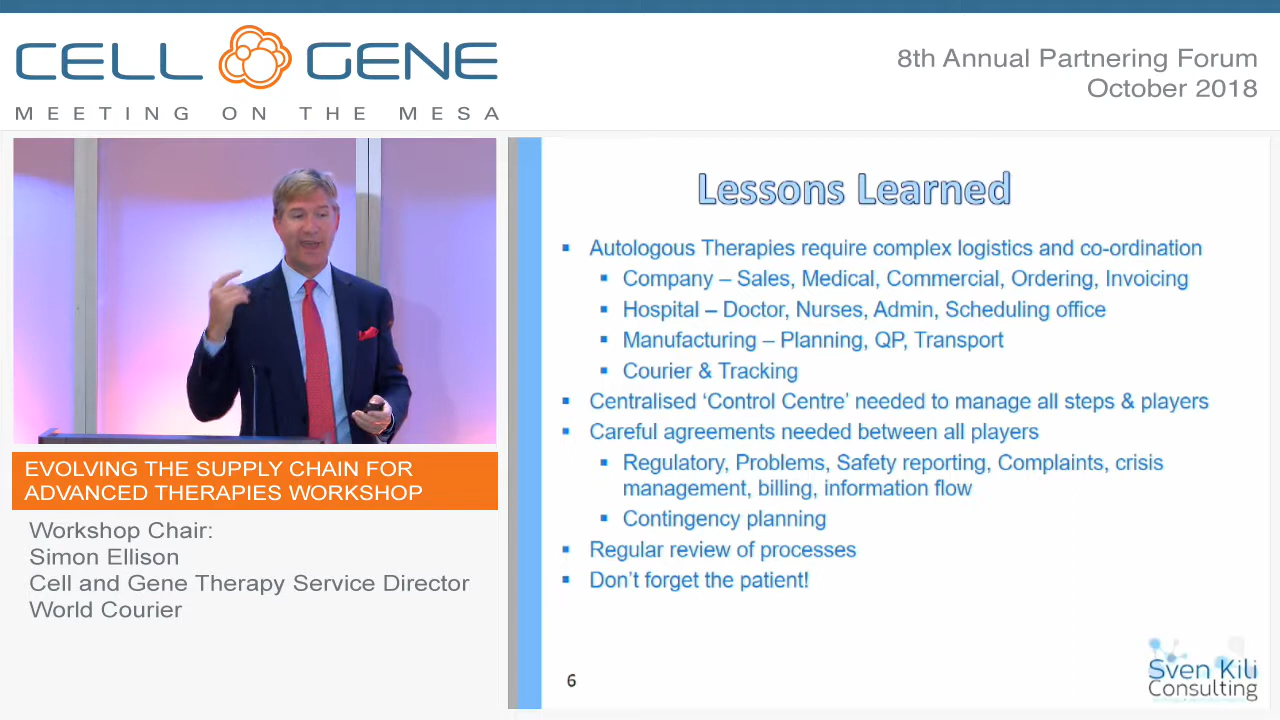 CELL GENE
MEETING ON THE MESA
8th Annual Partnering Forum
October 2018
EVOLVING THE SUPPLY CHAIN FOR
ADVANCED THERAPIES WORKSHOP
Workshop Chair:
Simon Ellison
Cell and Gene Therapy Service Director
World Courier
Lessons Learned
Autologous Therapies require complex logistics and co-ordination
Company – Sales, Medical, Commercial, Ordering, Invoicing
Hospital – Doctor, Nurses, Admin, Scheduling office
Manufacturing – Planning, QP, Transport
Courier & Tracking
Centralised ‘Control Centre’ needed to manage all steps & players
Careful agreements needed between all players
Regulatory, Problems, Safety reporting, Complaints, crisis
management, billing, information flow
Contingency planning
Regular review of processes
Don’t forget the patient!
6
Sven Kili
Consulting